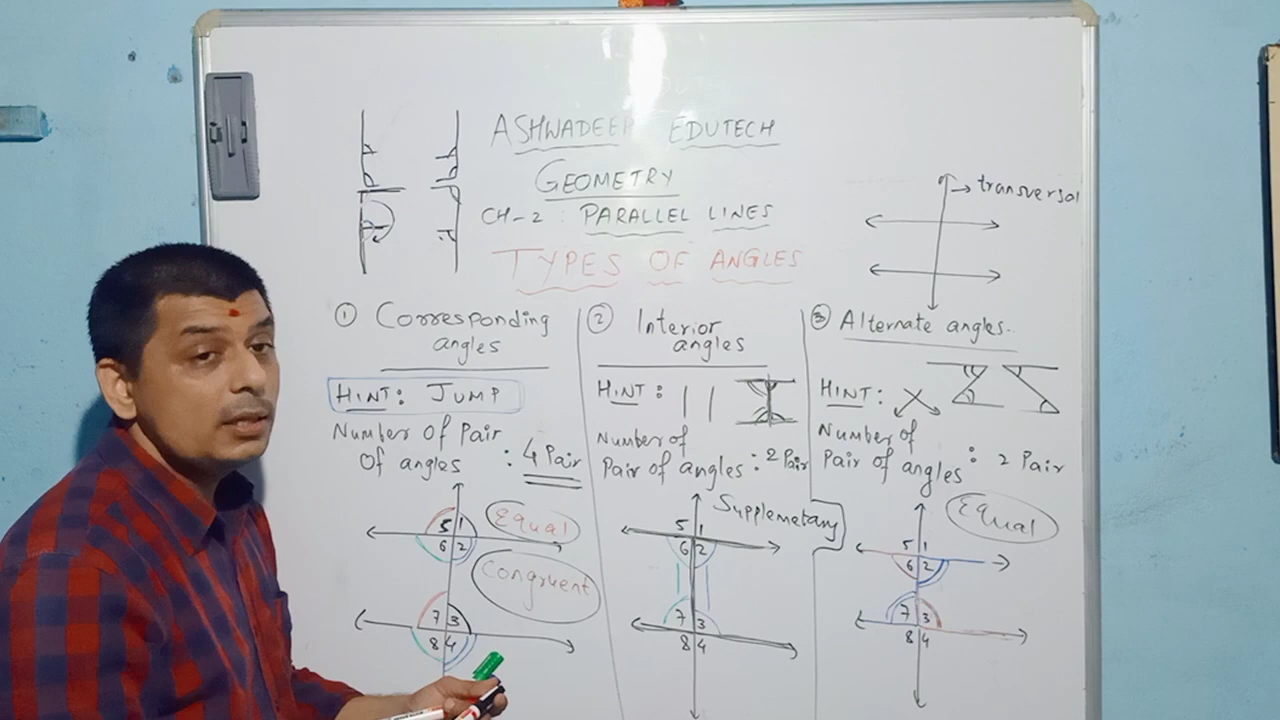 ASHWADEEP EDUTECH
GEOMETRY
CH-2 : PARALLEL LINES
TYPES OF ANGLES
transversal
① Corresponding
angles
HINT: JUMP
Number Of Pair
Of angles : 4 Pair
Equal
Congruent
5 1
6 2
7 3
8 4
② Interior
angles
HINT:
Number of
Pair of angles : 2 Pair
Supplemetary
5 1
6 2
7 3
8 4
③ Alternate angles..
HINT:
Number of
Pair of angles : 2 Pair
Equal
5 1
6 2
7 3
8 4